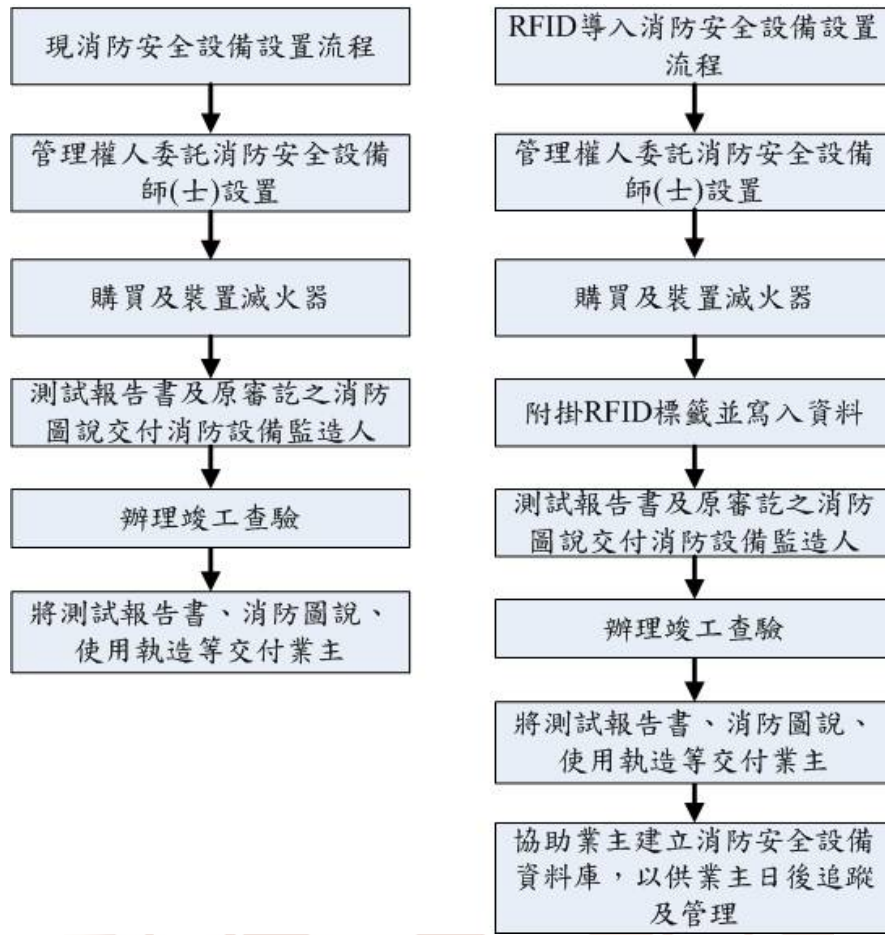 現消防安全設備設置流程
管理權人委託消防安全設備
師(士)設置
購買及裝置滅火器
測試報告書及原審訖之消防
圖說交付消防設備監造人
辦理竣工查驗
將測試報告書、消防圖說、
使用執造等交付業主
RFID導入消防安全設備設置
流程
管理權人委託消防安全設備
師(士)設置
購買及裝置滅火器
附掛RFID標籤並寫入資料
測試報告書及原審訖之消防
圖說交付消防設備監造人
辦理竣工查驗
將測試報告書、消防圖說、
使用執造等交付業主
協助業主建立消防安全設備
資料庫，以供業主日後追蹤
及管理